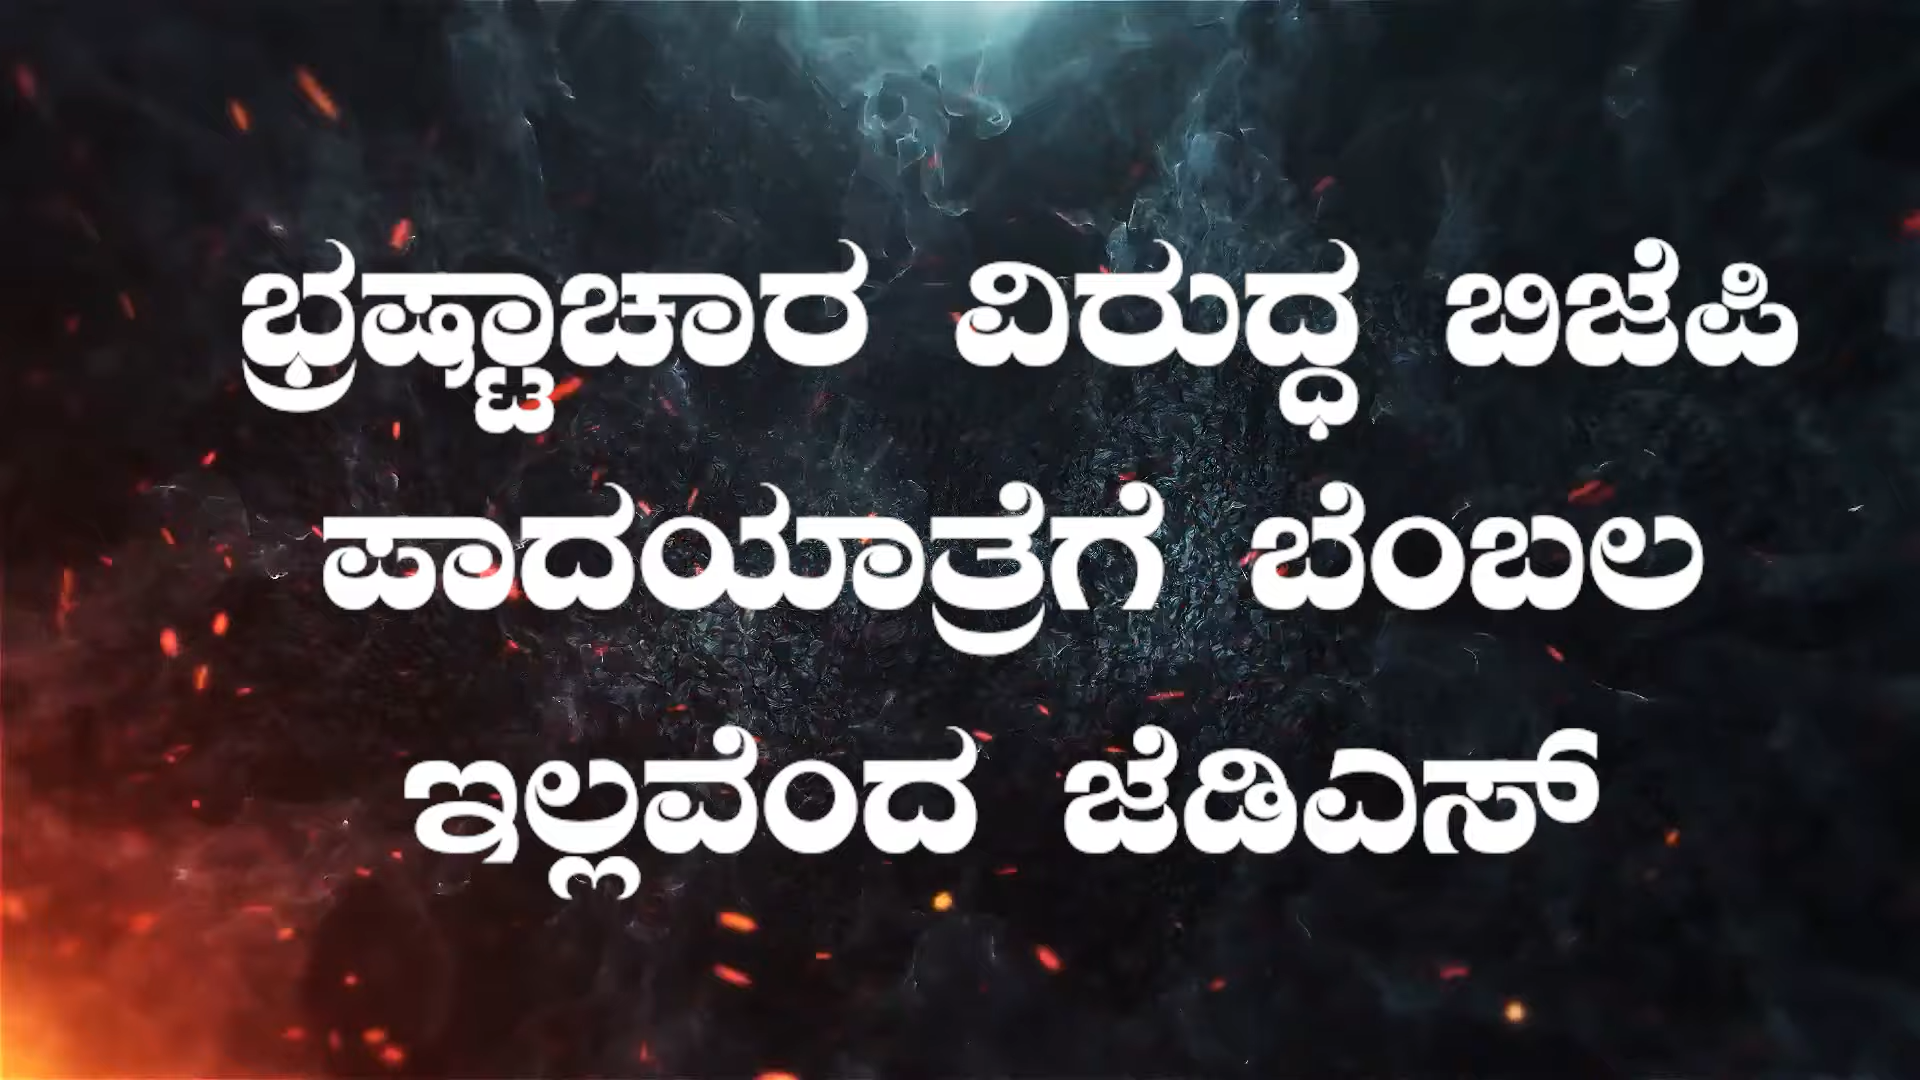 ಭ್ರಷ್ಟಾಚಾರ ವಿರುದ್ಧ ಬಿಜೆಪಿ
ಪಾದಯಾತ್ರೆಗೆ ಬೆಂಬಲ
ಇಲ್ಲವೆಂದ ಜೆಡಿಎಸ್